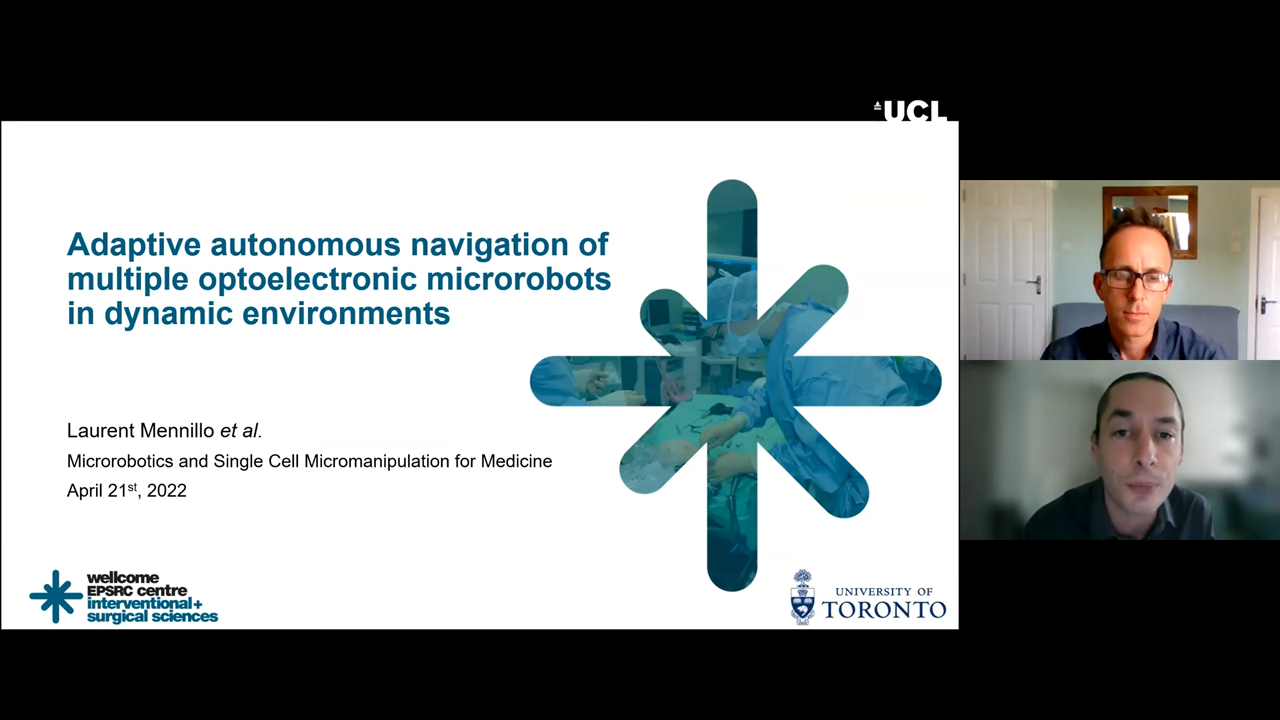 UCL
Adaptive autonomous navigation of
multiple optoelectronic microrobots
in dynamic environments
Laurent Mennillo et al.
Microrobotics and Single Cell Micromanipulation for Medicine
April 21st, 2022
wellcome
EPSRC centre
interventional+
surgical sciences
UNIVERSITY OF
TORONTO